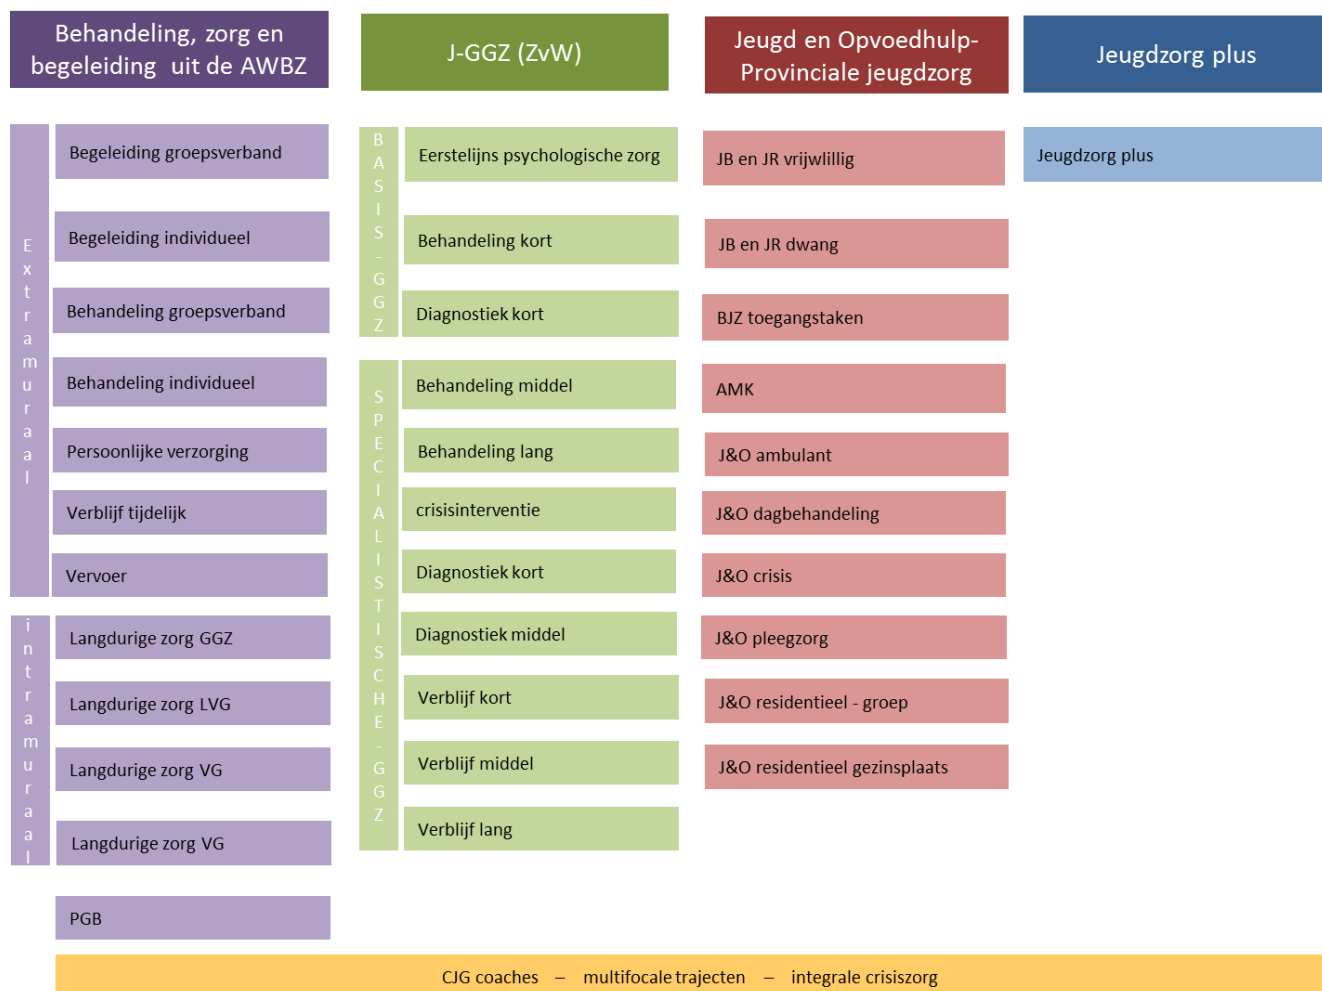 Behandeling, zorg en
begeleiding uit de AWBZ
Extramuraal
Begeleiding groepsverband
Begeleiding individueel
Behandeling groepsverband
Behandeling individueel
Persoonlijke verzorging
Verblijf tijdelijk
Vervoer
intramuraal
Langdurige zorg GGZ
Langdurige zorg LVG
Langdurige zorg VG
Langdurige zorg VG
PGB
J-GGZ (ZvW)
BASIS-GGZ
Eerstelijns psychologische zorg
Behandeling kort
Diagnostiek kort
SPECIALISTISCHE-GGZ
Behandeling middel
Behandeling lang
crisisinterventie
Diagnostiek kort
Diagnostiek middel
Verblijf kort
Verblijf middel
Verblijf lang
Jeugd en Opvoedhulp-
Provinciale jeugdzorg
JB en JR vrijwlillig
JB en JR dwang
BJZ toegangstaken
AMK
J&O ambulant
J&O dagbehandeling
J&O crisis
J&O pleegzorg
J&O residentieel - groep
J&O residentieel gezinsplaats
Jeugdzorg plus
Jeugdzorg plus
CJG coaches – multifocale trajecten – integrale crisiszorg